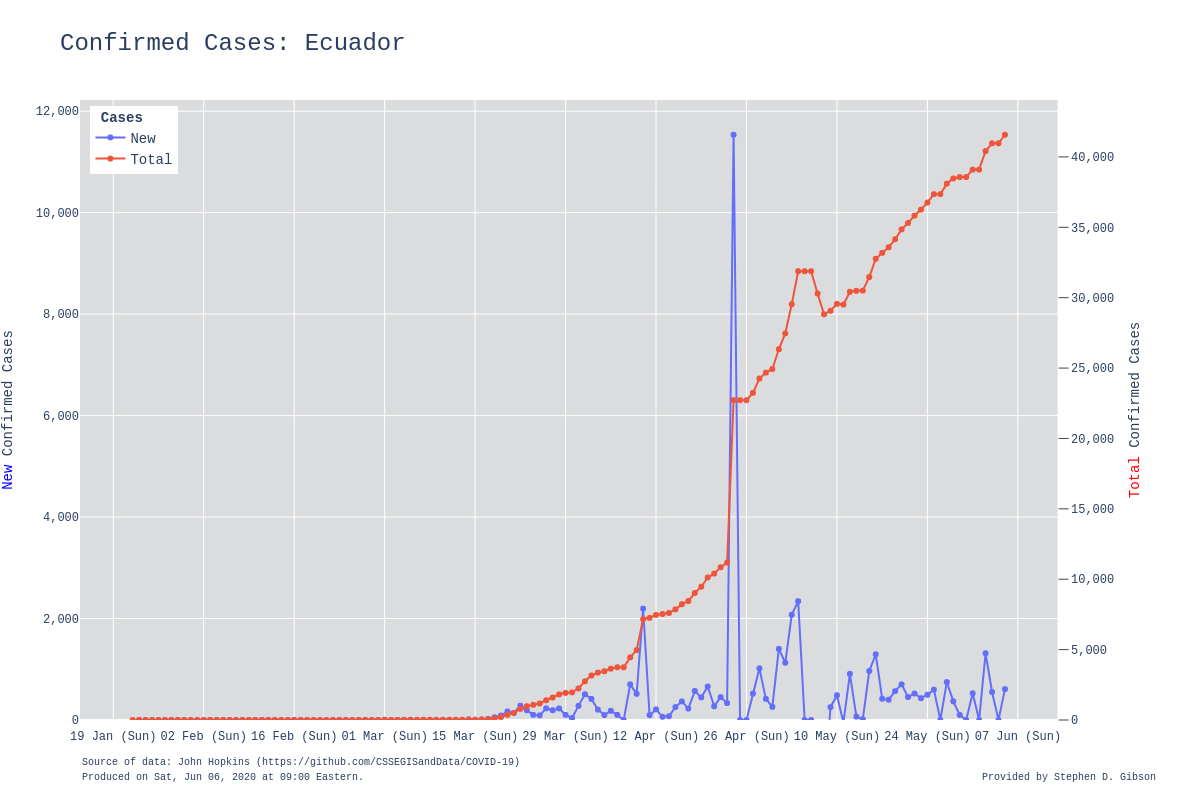 Confirmed Cases: Ecuador
Cases
New
Total
12,000
10,000
8,000
6,000
4,000
2,000
0
New Confirmed Cases
40,000
35,000
30,000
25,000
20,000
15,000
10,000
5,000
0
Total Confirmed Cases
19 Jan (Sun) 02 Feb (Sun) 16 Feb (Sun) 01 Mar (Sun) 15 Mar (Sun) 29 Mar (Sun) 12 Apr (Sun) 26 Apr (Sun) 10 May (Sun) 24 May (Sun) 07 Jun (Sun)
Source of data: John Hopkins (https://github.com/CSSEGISandData/COVID-19)
Produced on Sat, Jun 06, 2020 at 09:00 Eastern.
Provided by Stephen D. Gibson